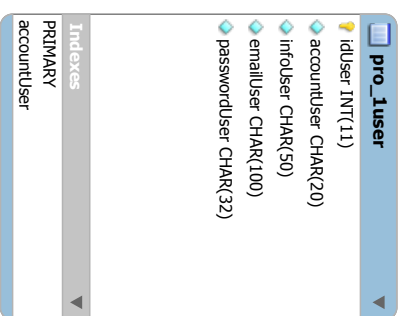 pro_1user
idUser INT(11)
accountUser CHAR(20)
infoUser CHAR(50)
emailUser CHAR(100)
passwordUser CHAR(32)
Indexes
PRIMARY
accountUser